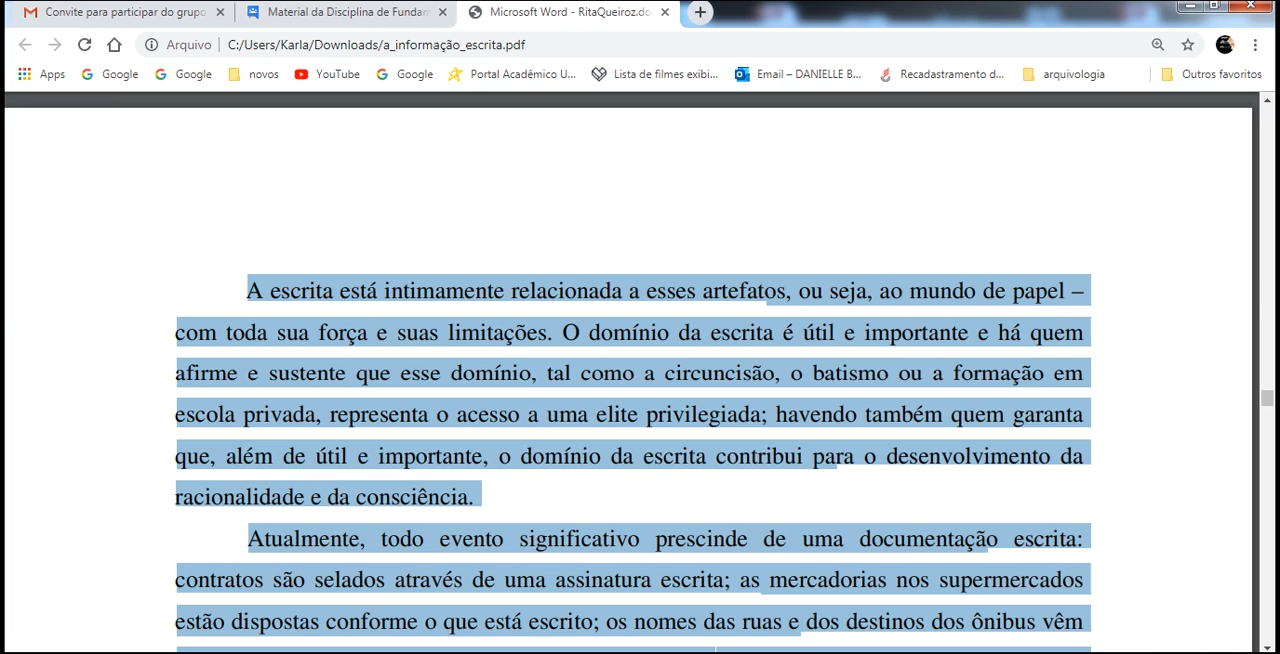 Convite para participar do grupo
Material da Disciplina de Fundam
Microsoft Word - RitaQueiroz.do
Arquivo
C:/Users/Karla/Downloads/a_informação_escrita.pdf
Apps
Google
Google
novos
YouTube
Google
Portal Acadêmico U...
Lista de filmes exibi...
Email – DANIELLE B...
Recadastramento d...
arquivologia
Outros favoritos
A escrita está intimamente relacionada a esses artefatos, ou seja, ao mundo de papel –
com toda sua força e suas limitações. O domínio da escrita é útil e importante e há quem
afirme e sustente que esse domínio, tal como a circuncisão, o batismo ou a formação em
escola privada, representa o acesso a uma elite privilegiada; havendo também quem garanta
que, além de útil e importante, o domínio da escrita contribui para o desenvolvimento da
racionalidade e da consciência.
Atualmente, todo evento significativo prescinde de uma documentação escrita:
contratos são selados através de uma assinatura escrita; as mercadorias nos supermercados
estão dispostas conforme o que está escrito; os nomes das ruas e dos destinos dos ônibus vêm